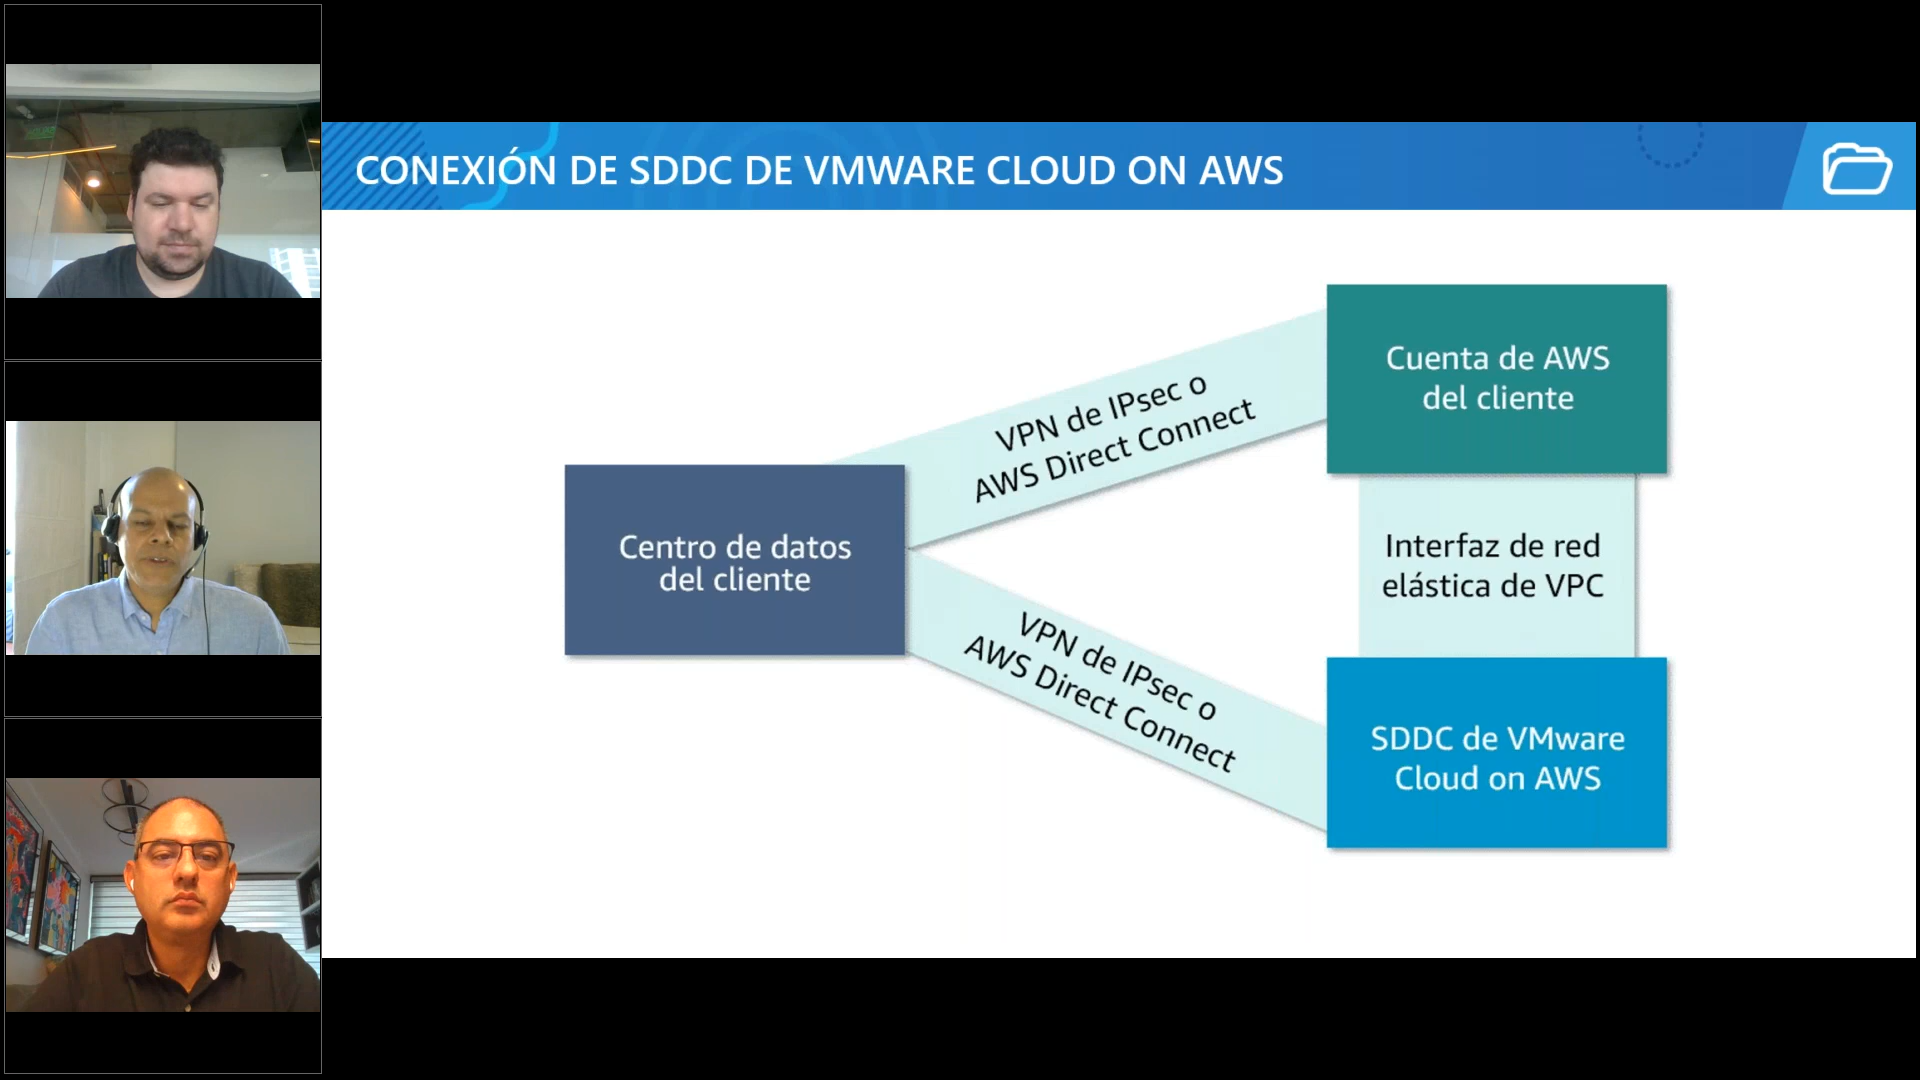 CONEXIÓN DE SDDC DE VMWARE CLOUD ON AWS
Cuenta de AWS
del cliente
VPN de IPsec o
AWS Direct Connect
Centro de datos
del cliente
Interfaz de red
elástica de VPC
VPN de IPsec o
AWS Direct Connect
SDDC de VMware
Cloud on AWS